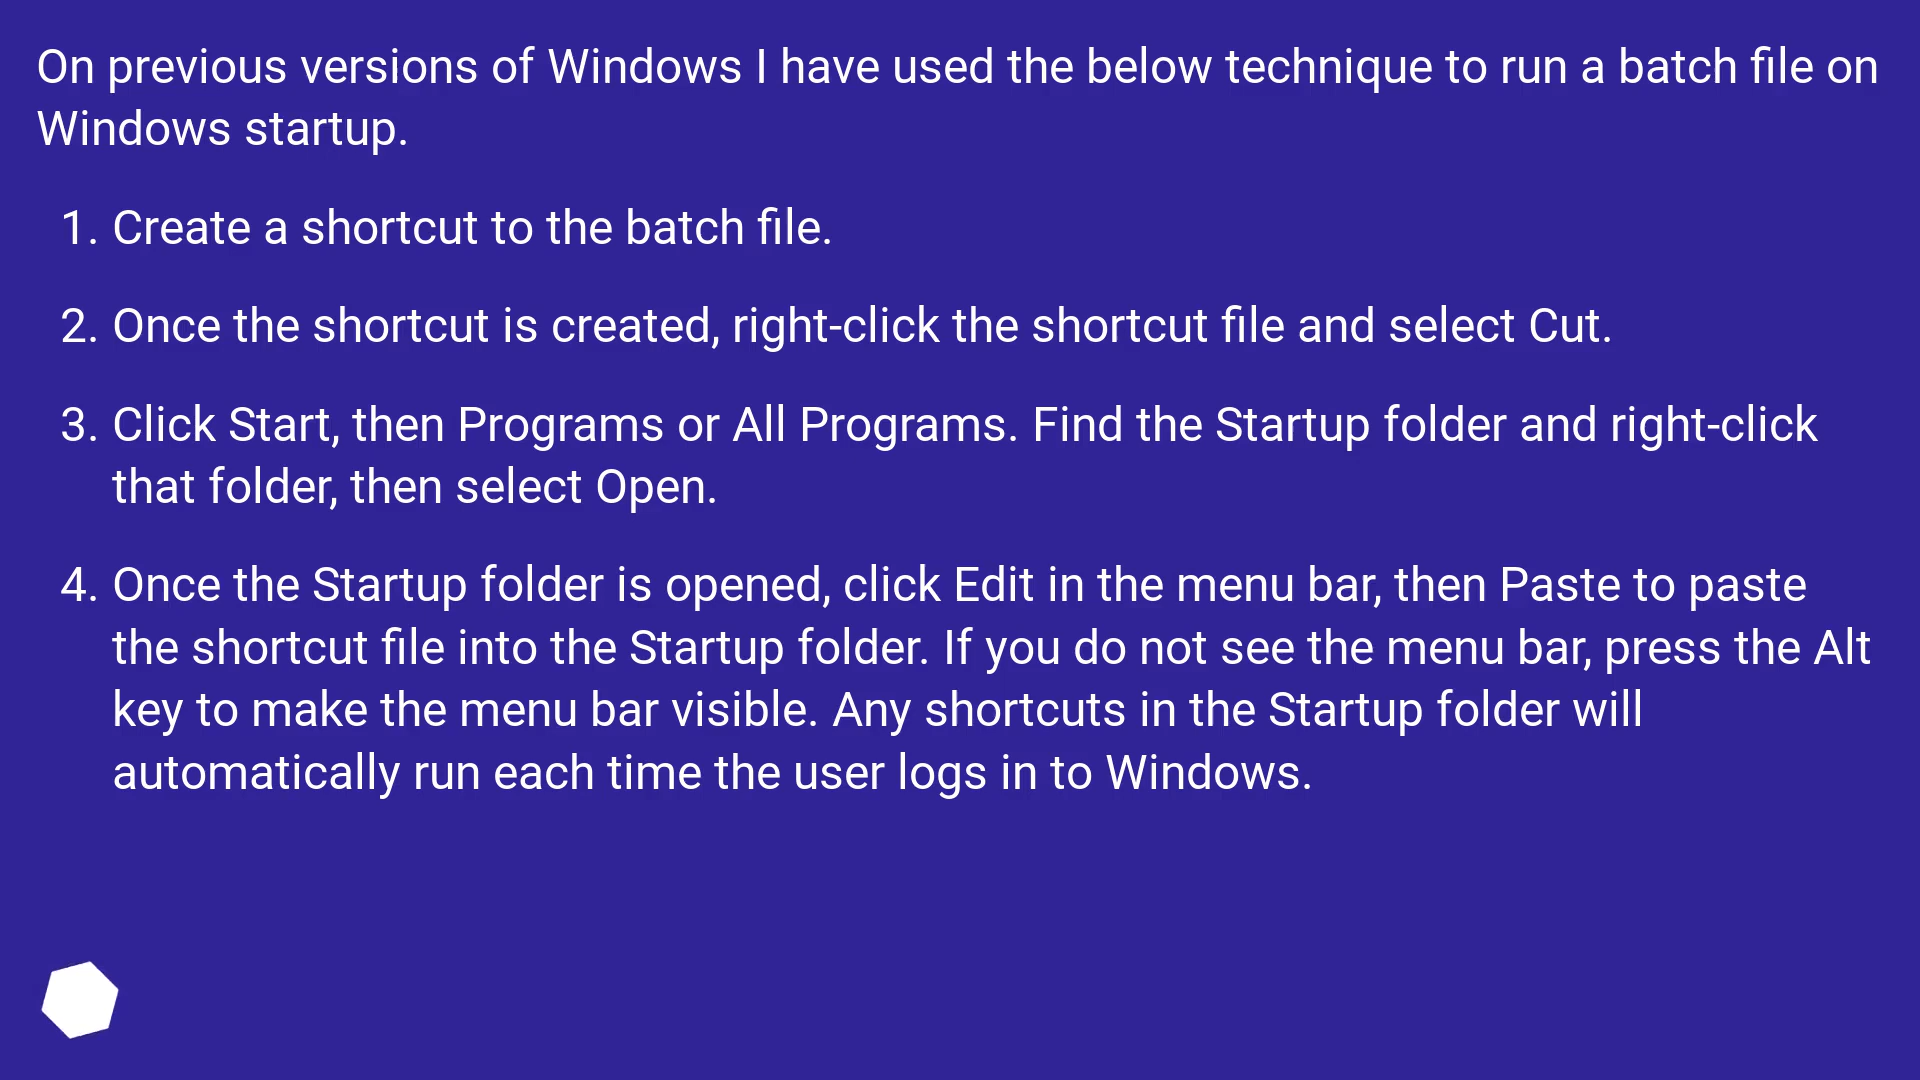 On previous versions of Windows I have used the below technique to run a batch file on
Windows startup.
1. Create a shortcut to the batch file.
2. Once the shortcut is created, right-click the shortcut file and select Cut.
3. Click Start, then Programs or All Programs. Find the Startup folder and right-click
that folder, then select Open.
4. Once the Startup folder is opened, click Edit in the menu bar, then Paste to paste
the shortcut file into the Startup folder. If you do not see the menu bar, press the Alt
key to make the menu bar visible. Any shortcuts in the Startup folder will
automatically run each time the user logs in to Windows.